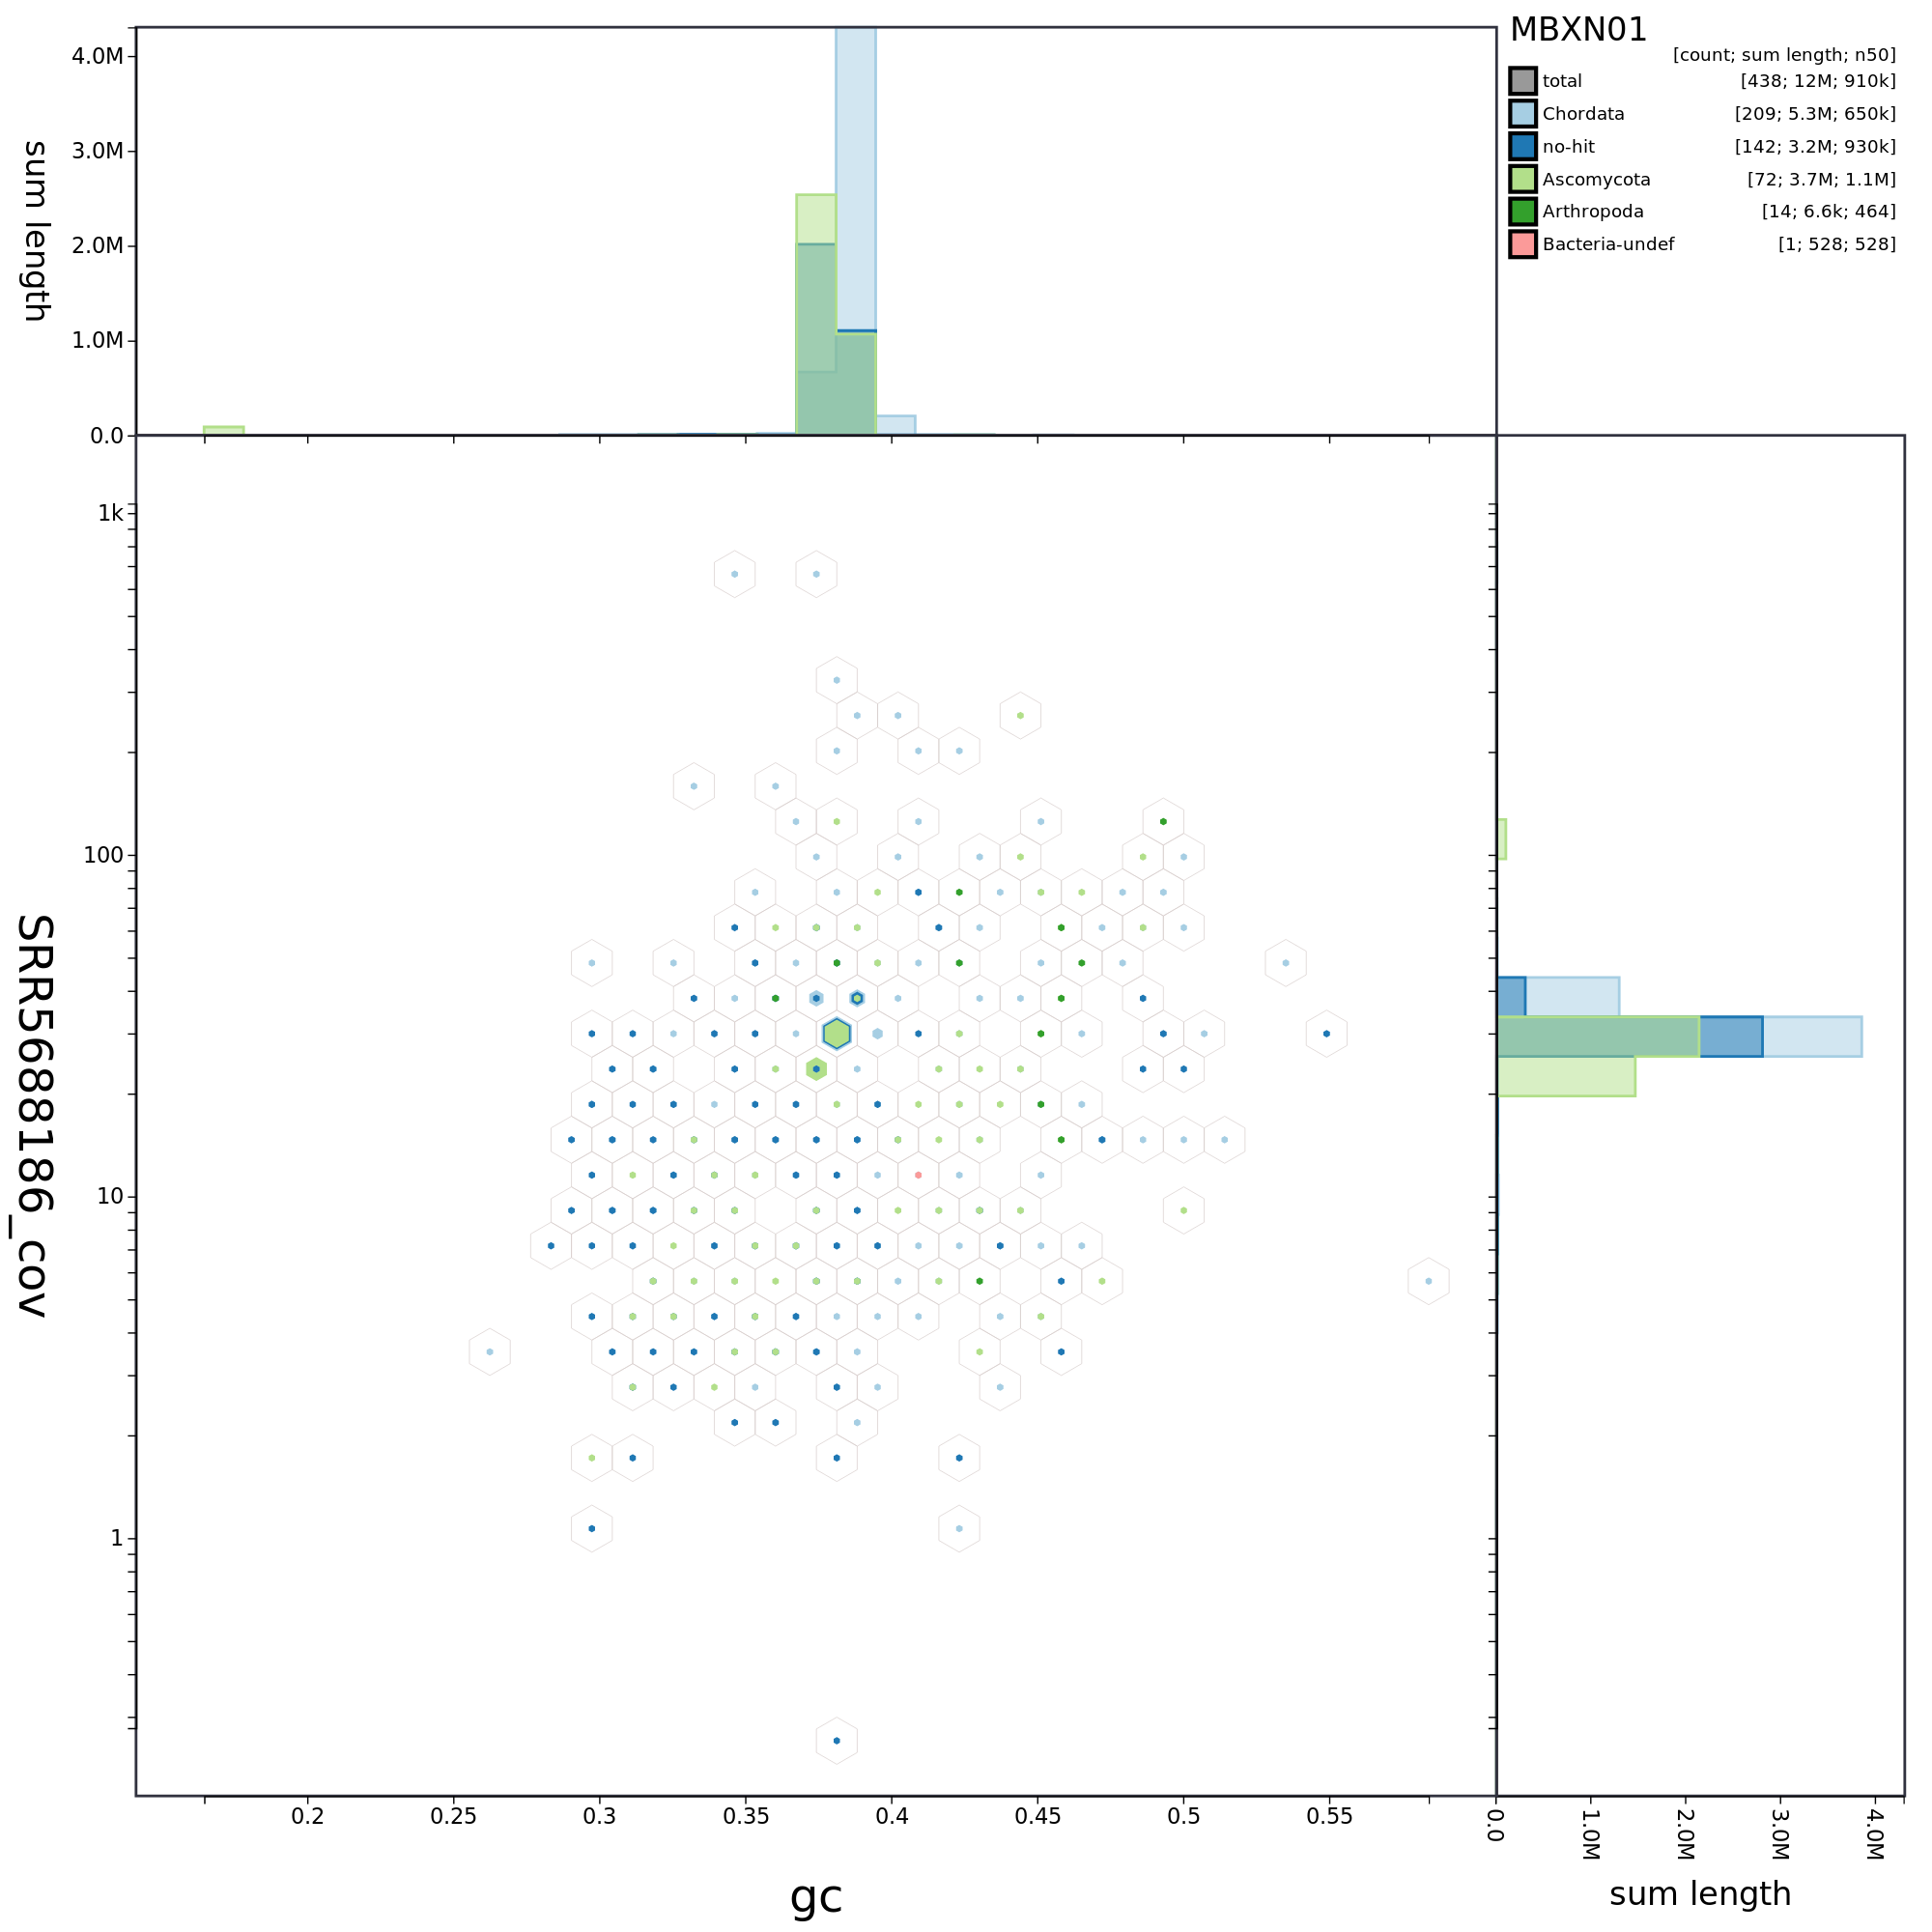 MBXN01
[count; sum length; n50]
total [438; 12M; 910k]
Chordata [209; 5.3M; 650k]
no-hit [142; 3.2M; 930k]
Ascomycota [72; 3.7M; 1.1M]
Arthropoda [14; 6.6k; 464]
Bacteria-undef [1; 528; 528]
sum length
4.0M
3.0M
2.0M
1.0M
0.0
SRR5688186_cov
1k
100
10
1
0.2 0.25 0.3 0.35 0.4 0.45 0.5 0.55
gc
0.0 1.0M 2.0M 3.0M 4.0M
sum length